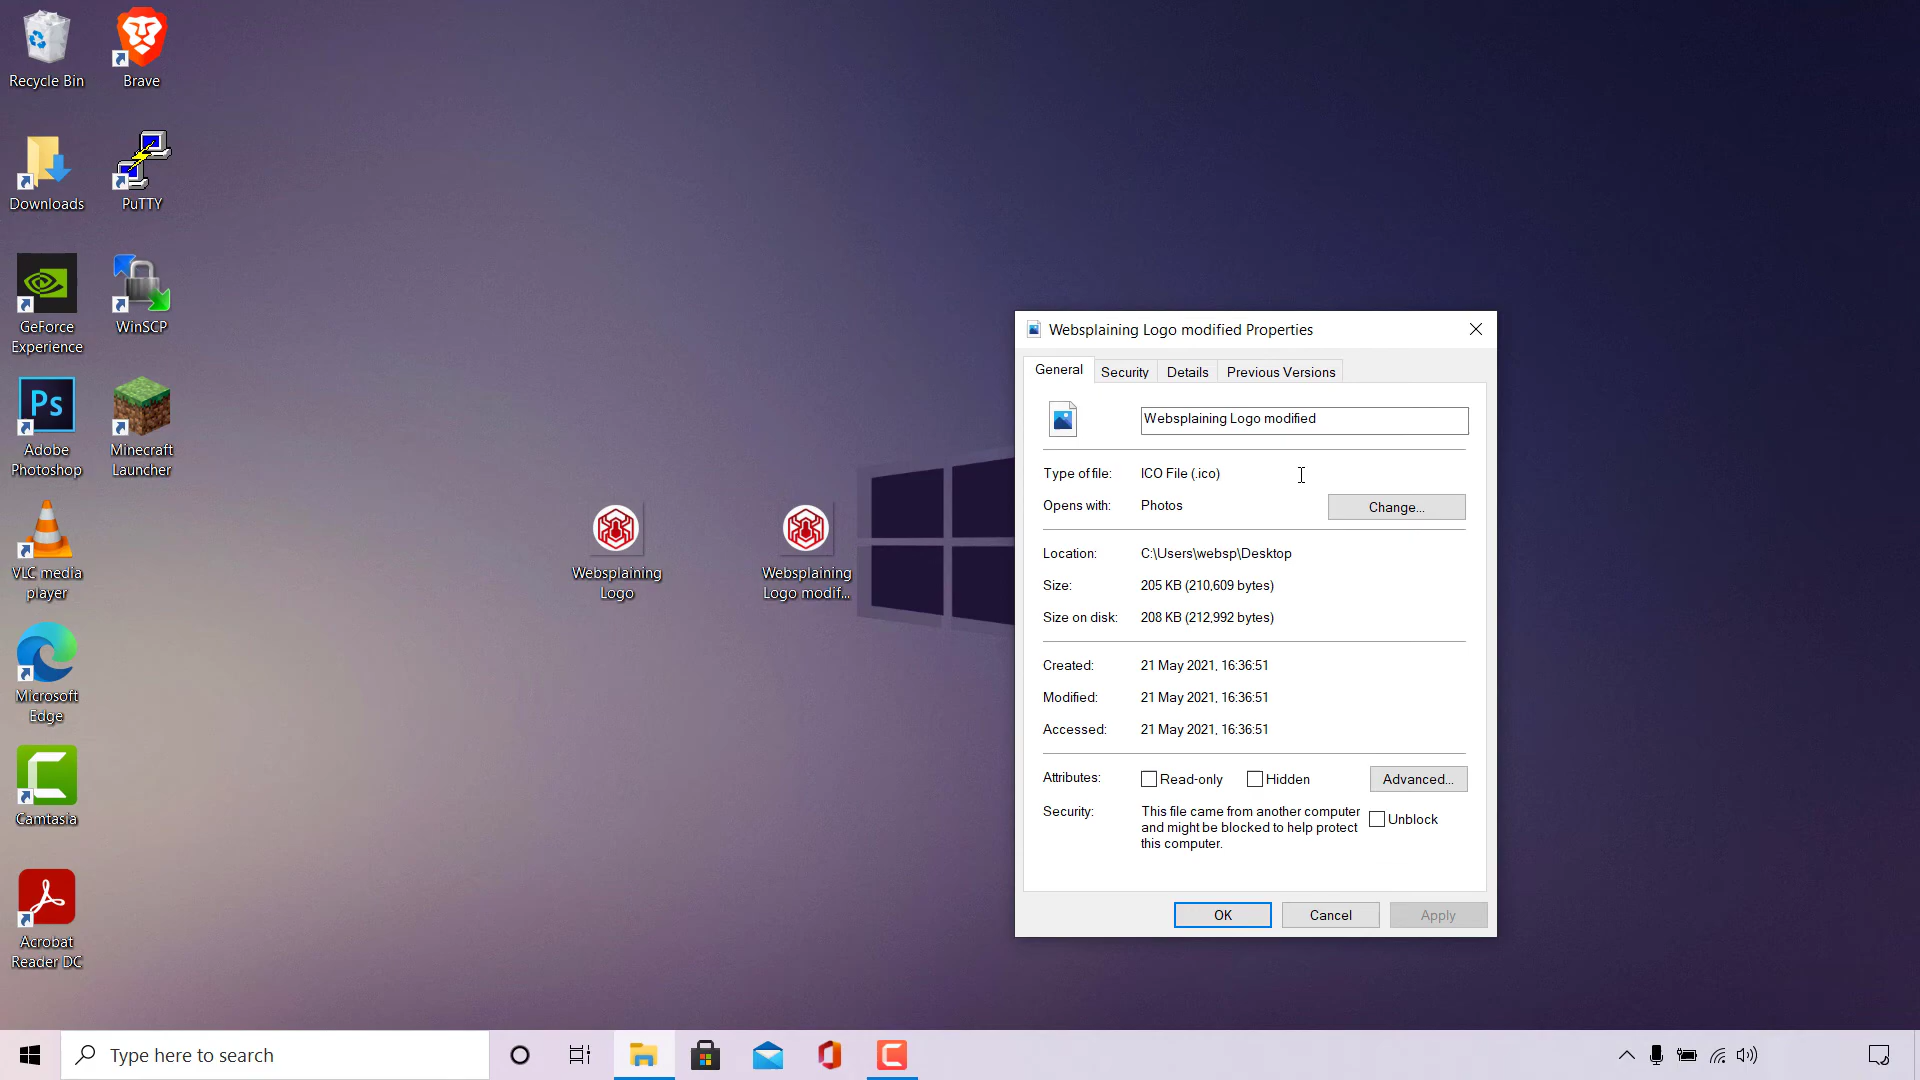 Recycle Bin
Brave
Downloads
PuTTY
GeForce
Experience
WinSCP
Ps
Adobe
Photoshop
Minecraft
Launcher
VLC media
player
Microsoft
Edge
Camtasia
Acrobat
Reader DC
Websplaining
Logo
Websplaining
Logo modif...
Websplaining Logo modified Properties
General
Security
Details
Previous Versions
Websplaining Logo modified
Type of file:
ICO File (.ico)
Opens with:
Photos
Change...
Location:
C:\Users\websp\Desktop
Size:
205 KB (210,609 bytes)
Size on disk:
208 KB (212,992 bytes)
Created:
21 May 2021, 16:36:51
Modified:
21 May 2021, 16:36:51
Accessed:
21 May 2021, 16:36:51
Attributes:
Read-only
Hidden
Advanced...
Security:
This file came from another computer
and might be blocked to help protect
this computer.
Unblock
OK
Cancel
Apply
Type here to search